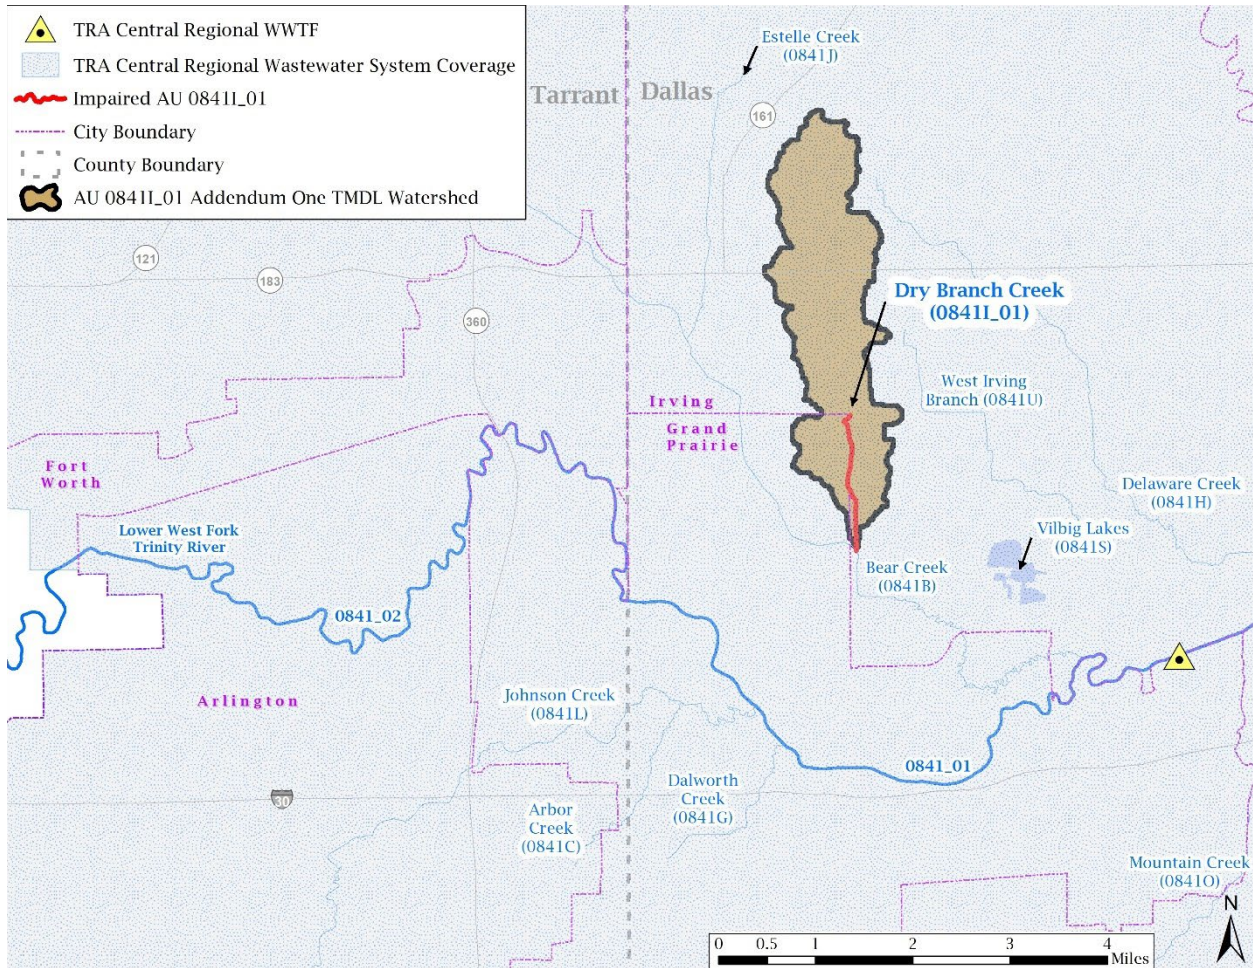 TRA Central Regional WWTF
TRA Central Regional Wastewater System Coverage
Impaired AU 0841I_01
City Boundary
County Boundary
AU 0841I_01 Addendum One TMDL Watershed
Estelle Creek
(0841J)
Tarrant
Dallas
161
121
183
360
Dry Branch Creek
(0841I_01)
West Irving
Branch (0841U)
Irving
Grand
Prairie
Fort
Worth
Delaware Creek
(0841H)
Lower West Fork
Trinity River
Vilbig Lakes
(0841S)
Bear Creek
(0841B)
0841_02
Johnson Creek
(0841L)
Arlington
0841_01
Dalworth
Creek
(0841G)
30
Arbor
Creek
(0841C)
Mountain Creek
(0841O)
N
0 0.5 1 2 3 4
Miles